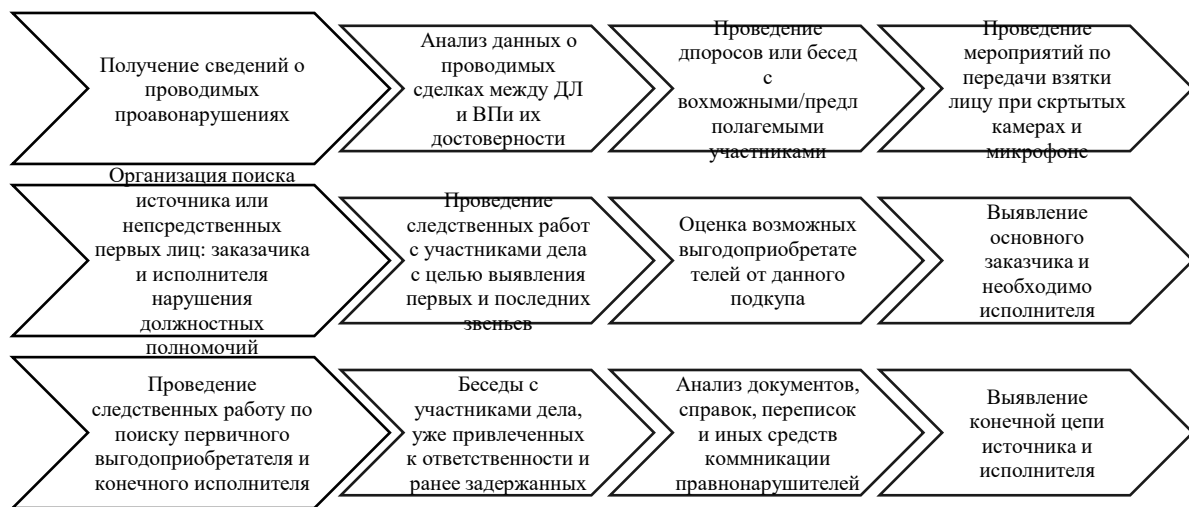 Получение сведений о
проводимых
проавонарушениях
Анализ данных о
проводимых
сделках между ДЛ
и ВПи их
достоверности
Проведение
дпоросов или бесед
с
вохможными/предл
полагемыми
участниками
Проведение
мероприятий по
передачи взятки
лицу при скртытых
камерах и
микрофоне
Организация поиска
источника или
непсредственных
первых лиц: заказачика
и исполнителя
нарушения
должностных
полномочий
Проведение
следственных работ
с участниками дела
с целью выявления
первых и последних
звеньев
Оценка возможных
выгодоприобретате
телей от данного
подкупа
Выявление
основного
заказчика и
необходимо
исполнителя
Проведение
следственных работу по
поиску первичного
выгодоприобретателя и
конечного исполнителя
Беседы с
участниками дела,
уже привлеченных
к ответственности и
ранее задержанных
Анализ документов,
справок, переписок
и иных средств
коммникации
правнонарушителей
Выявление
конечной цепи
источника и
исполнителя